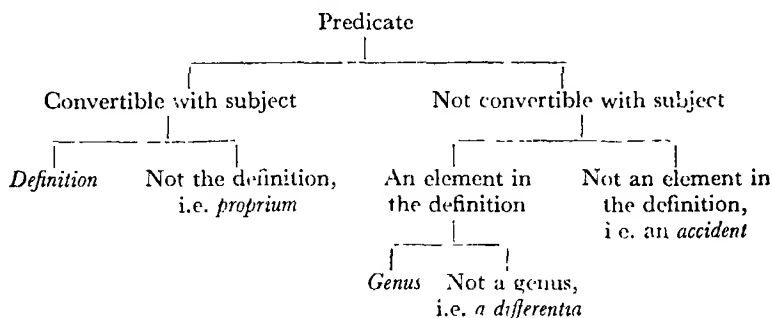 Predicate
Convertible with subject Not convertible with subject
Definition Not the definition, An element in Not an element in
i.e. proprium the definition the definition,
i e. an accident
Genus Not a genus,
i.e. a differentia